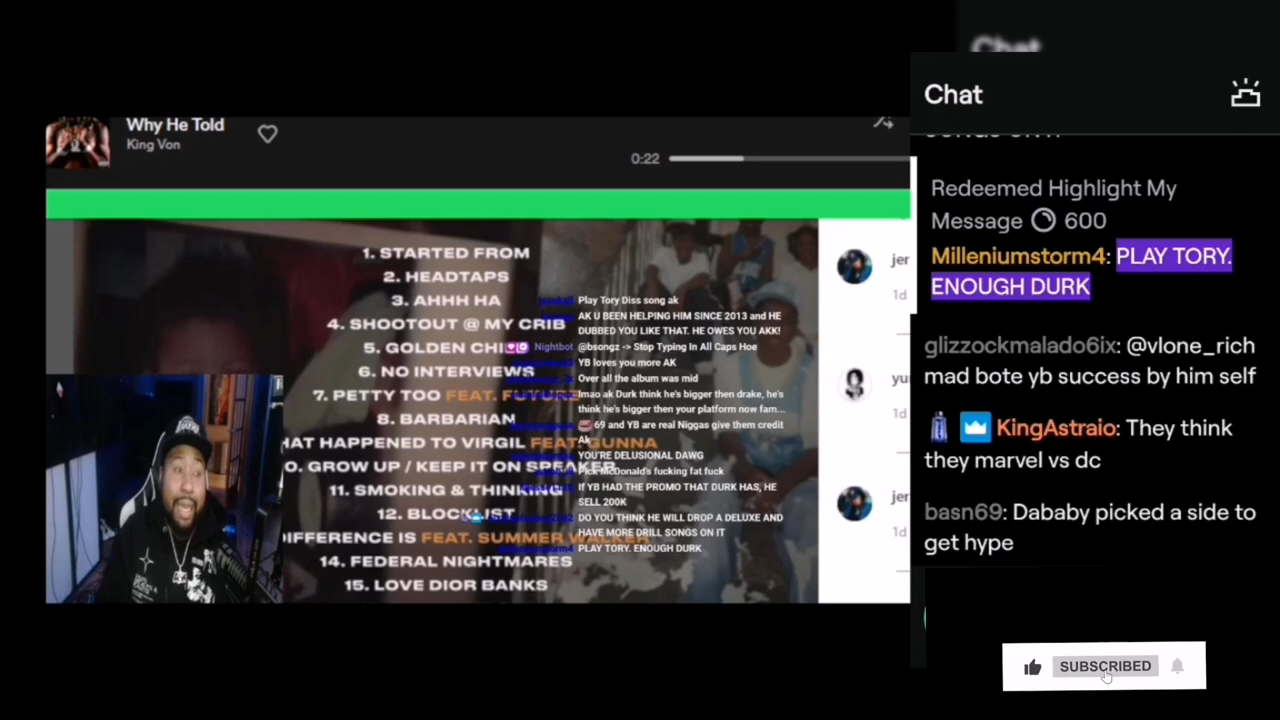 Chat
Chat
Why He Told
King Von
0:22
1. STARTED FROM
2. HEADTAPS
3. AHHH HA
4. SHOOTOUT @ MY CRIB
5. GOLDEN CHI
6. NO INTERVIEWS
7. PETTY TOO FEAT. FUTURE
8. BARBARIAN
HAT HAPPENED TO VIRGIL FEAT. GUNNA
0. GROW UP / KEEP IT ON SPEAKER
11. SMOKING & THINKING
12. BLOCKLIST
DIFFERENCE IS FEAT. SUMMER WALKER
14. FEDERAL NIGHTMARES
15. LOVE DIOR BANKS
Play Tory Diss song ak
AK U BEEN HELPING HIM SINCE 2013 and HE
DUBBED YOU LIKE THAT. HE OWES YOU AKK!
Nightbot @bsongz -> Stop Typing In All Caps Hoe
YB loves you more AK
Over all the album was mid
lmao ak Durk think he's bigger then drake, he's
think he's bigger then your platform now fam...
69 and YB are real Niggas give them credit
Ak
YOU'RE DELUSIONAL DAWG
Pick McDonald's fucking fat fuck
If YB HAD THE PROMO THAT DURK HAS, HE
SELL 200K
DO YOU THINK HE WILL DROP A DELUXE AND
HAVE MORE DRILL SONGS ON IT
PLAY TORY. ENOUGH DURK
jer
1d
yu
1d
jer
1d
Redeemed Highlight My
Message 600
Milleniumstorm4: PLAY TORY.
ENOUGH DURK
glizzockmalado6ix: @vlone_rich
mad bote yb success by him self
KingAstraio: They think
they marvel vs dc
basn69: Dababy picked a side to
get hype
SUBSCRIBED